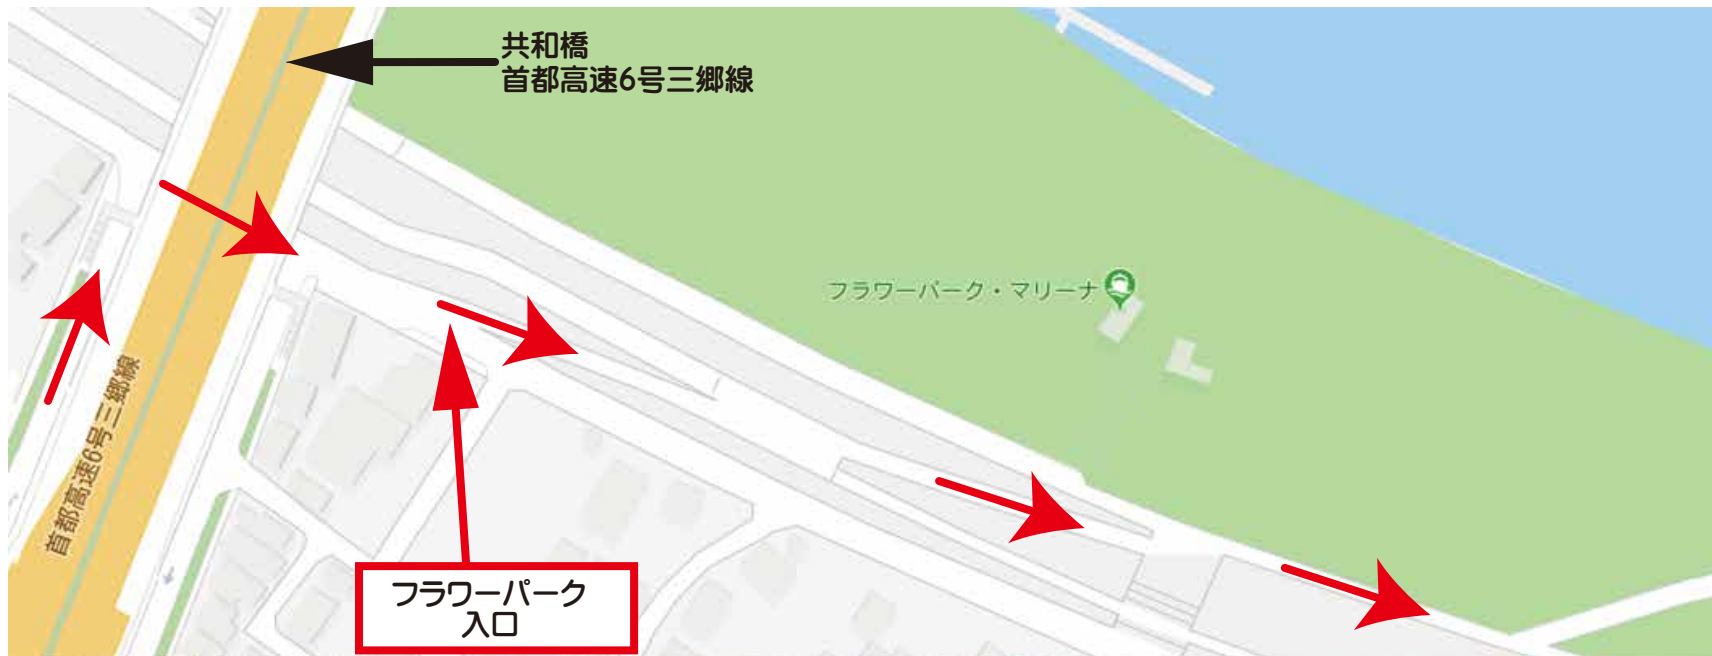 共和橋
首都高速6号三郷線
フラワーパーク・マリーナ
首都高速6号三郷線
フラワーパーク
入口